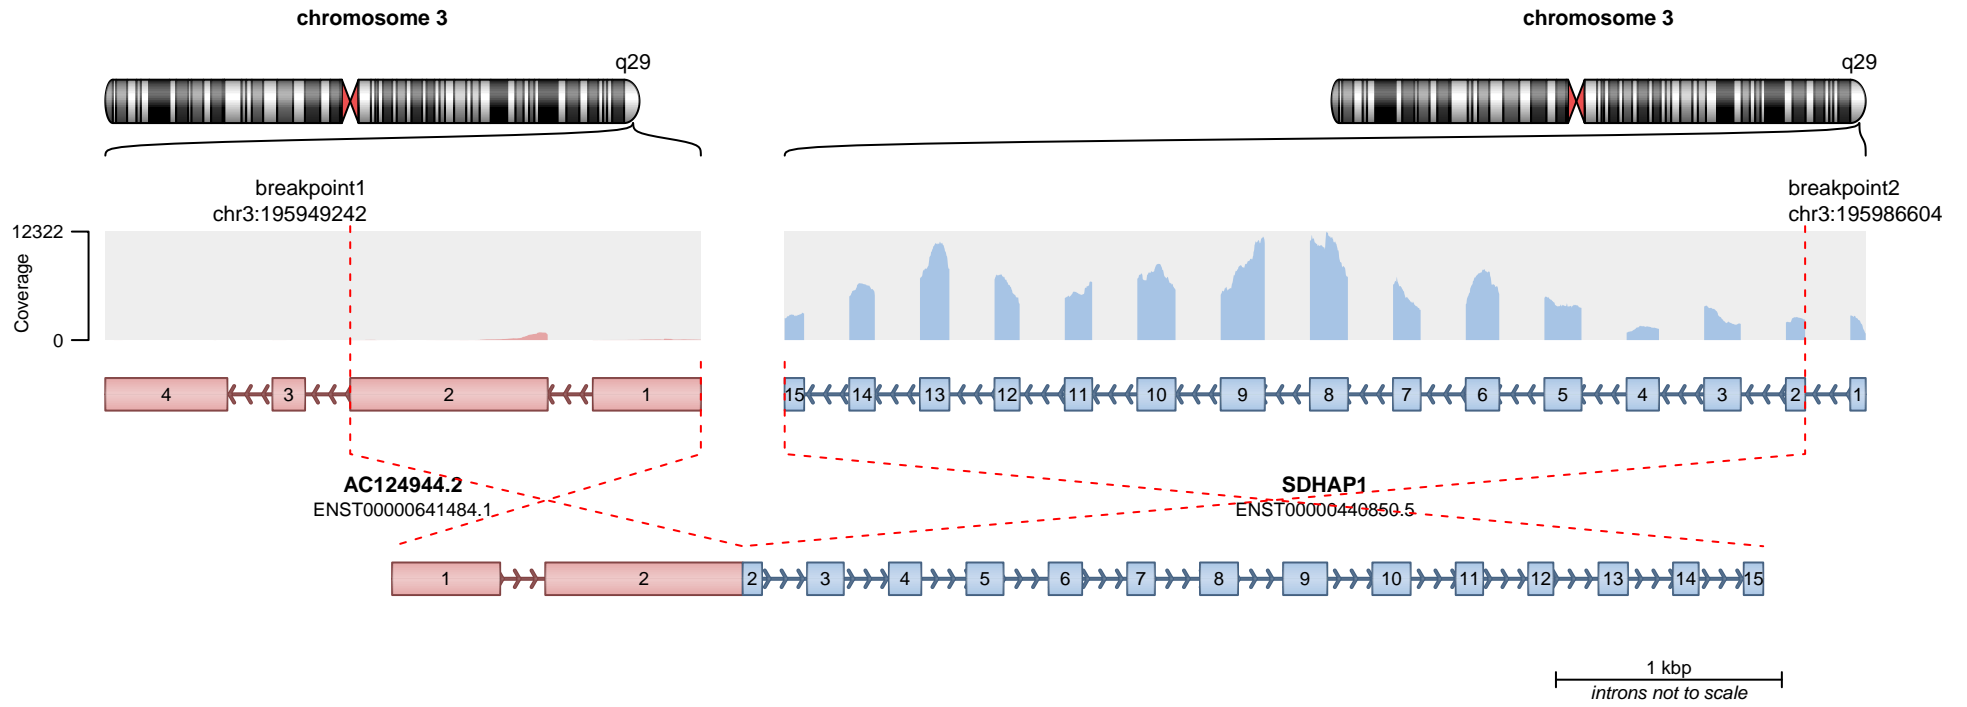 chromosome 3
chromosome 3
q29
q29
breakpoint1
chr3:195949242
breakpoint2
chr3:195986604
12322
Coverage
0
4 3 2 1
15 14 13 12 11 10 9 8 7 6 5 4 3 2 1
AC124944.2
ENST00000641484.1
SDHAP1
ENST00000440850.5
1 2 2 3 4 5 6 7 8 9 10 11 12 13 14 15
1 kbp
introns not to scale